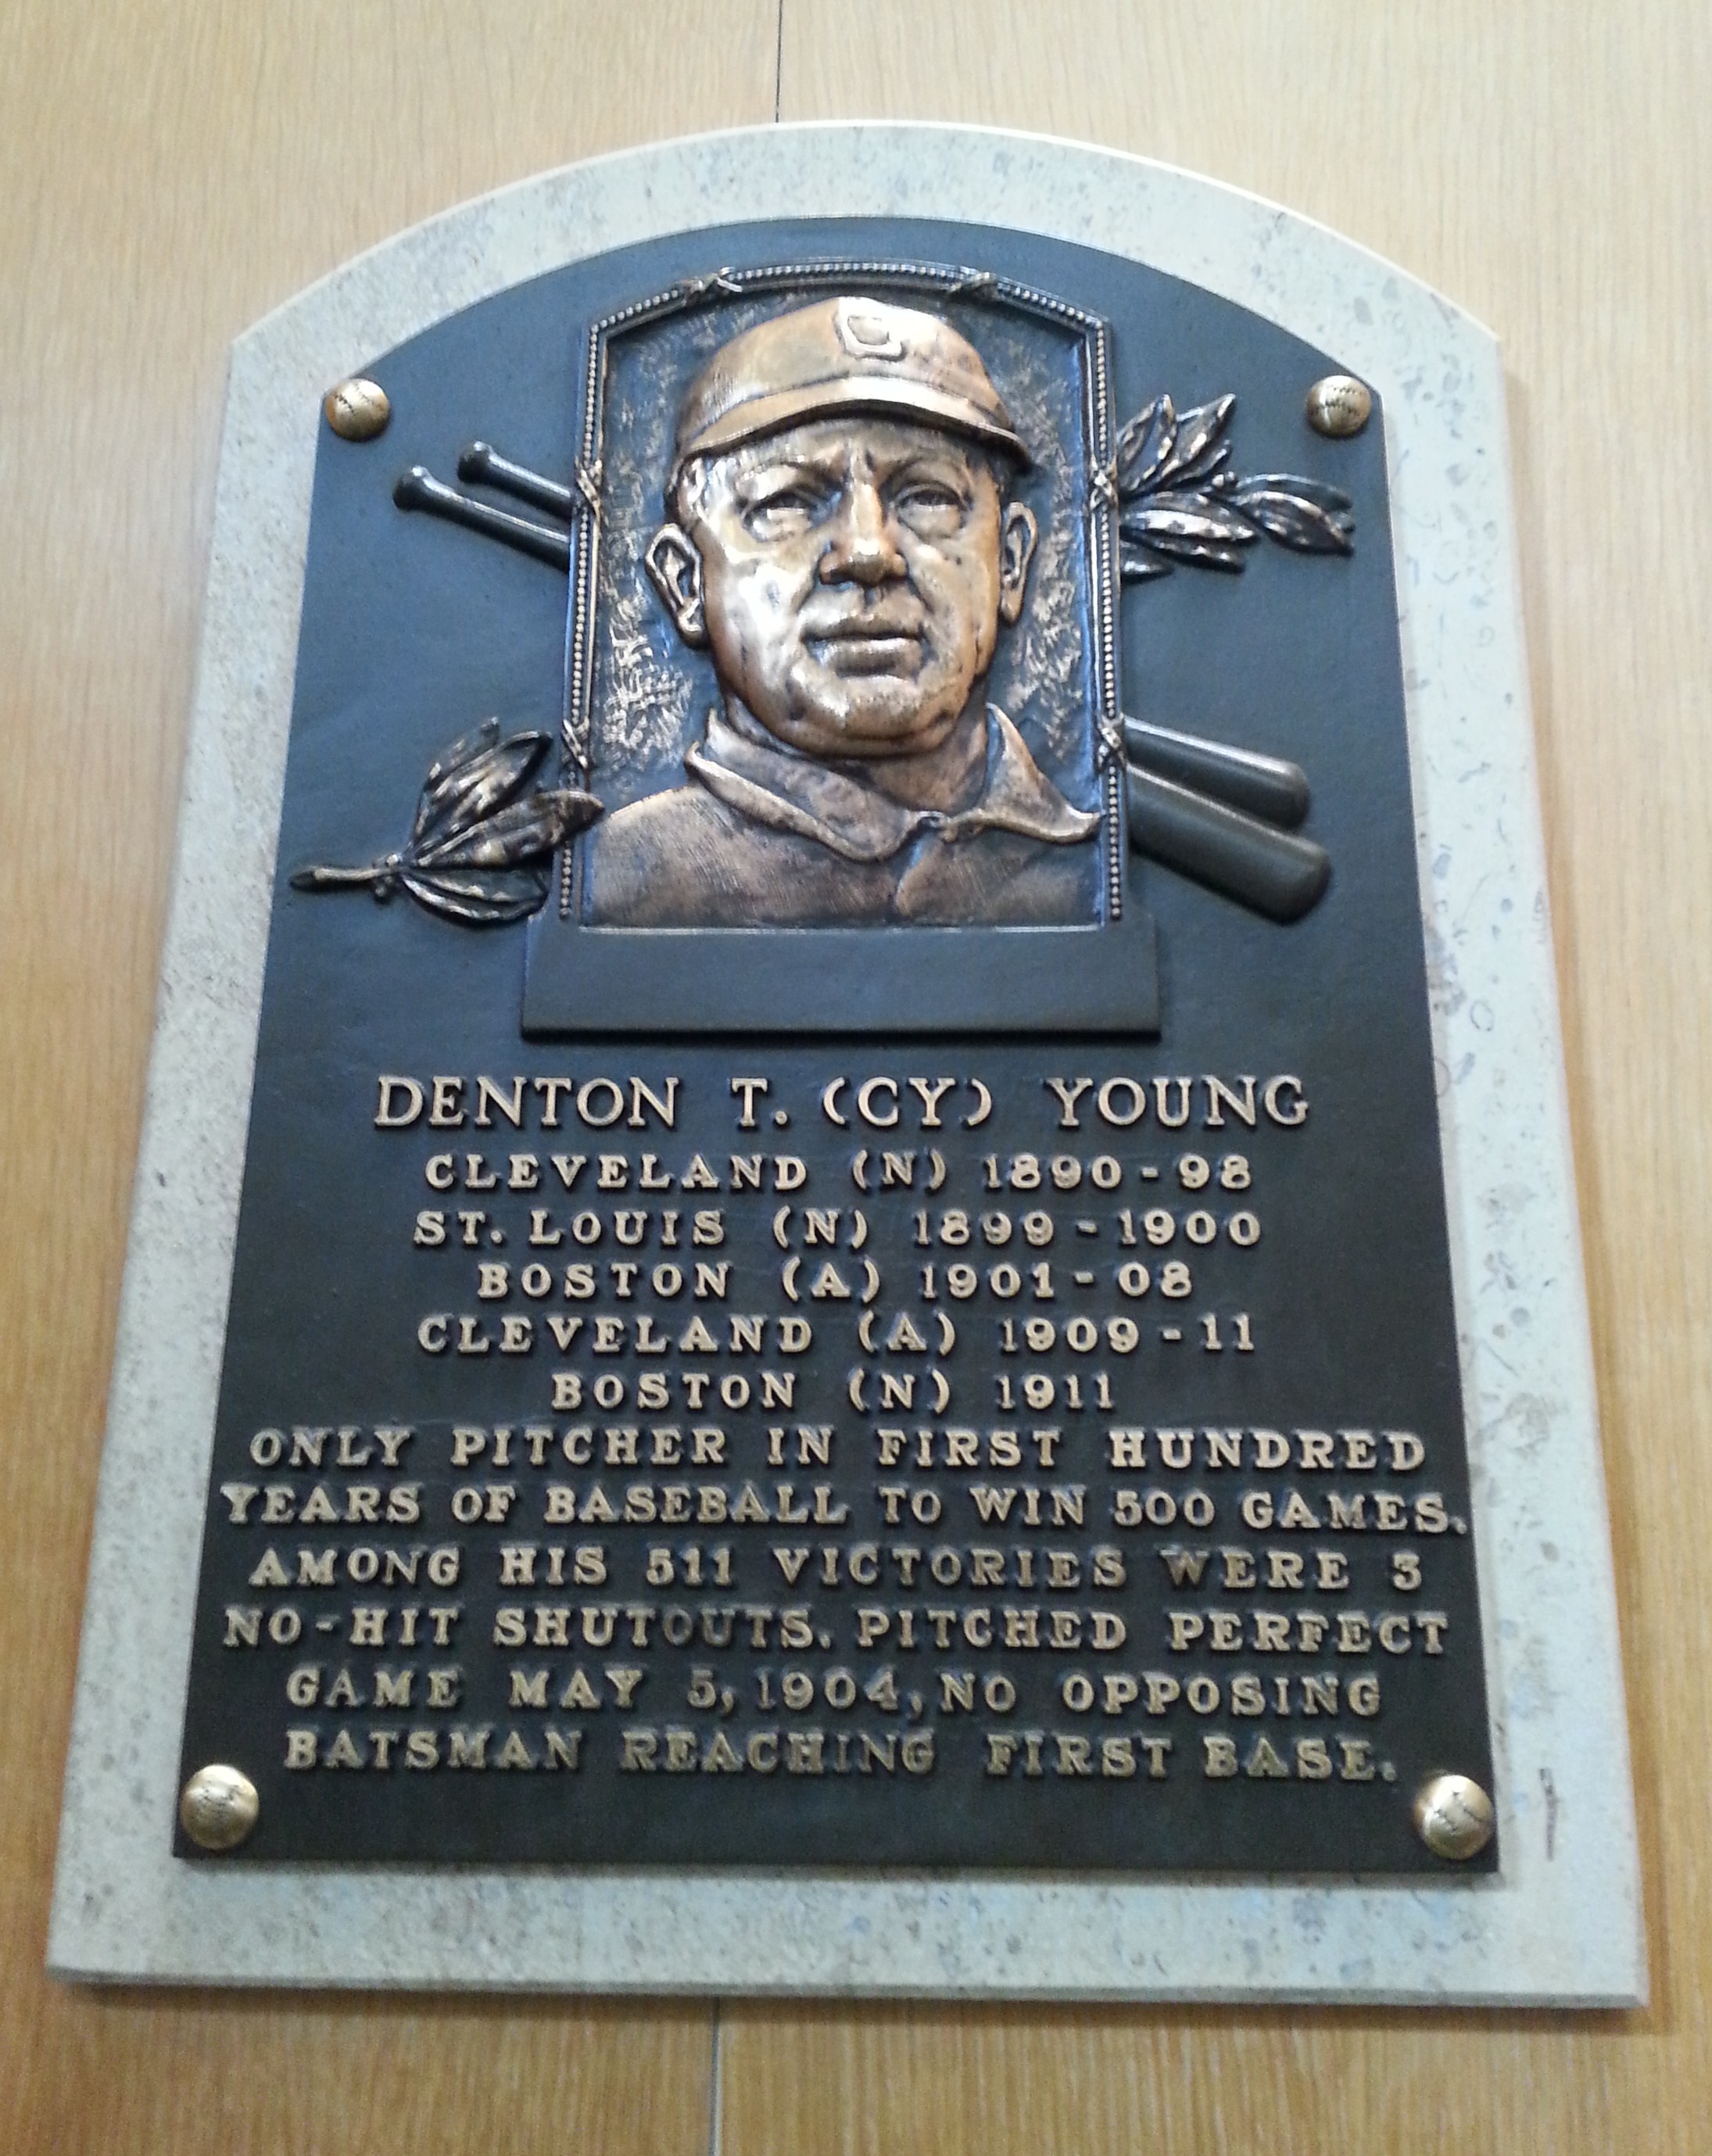 C
DENTON T. (CY) YOUNG
CLEVELAND (N) 1890-98
ST. LOUIS (N) 1899-1900
BOSTON (A) 1901-08
CLEVELAND (A) 1909-11
BOSTON (N) 1911
ONLY PITCHER IN FIRST HUNDRED
YEARS OF BASEBALL TO WIN 500 GAMES.
AMONG HIS 511 VICTORIES WERE 3
NO-HIT SHUTOUTS. PITCHED PERFECT
GAME MAY 5, 1904, NO OPPOSING
BATSMAN REACHING FIRST BASE.